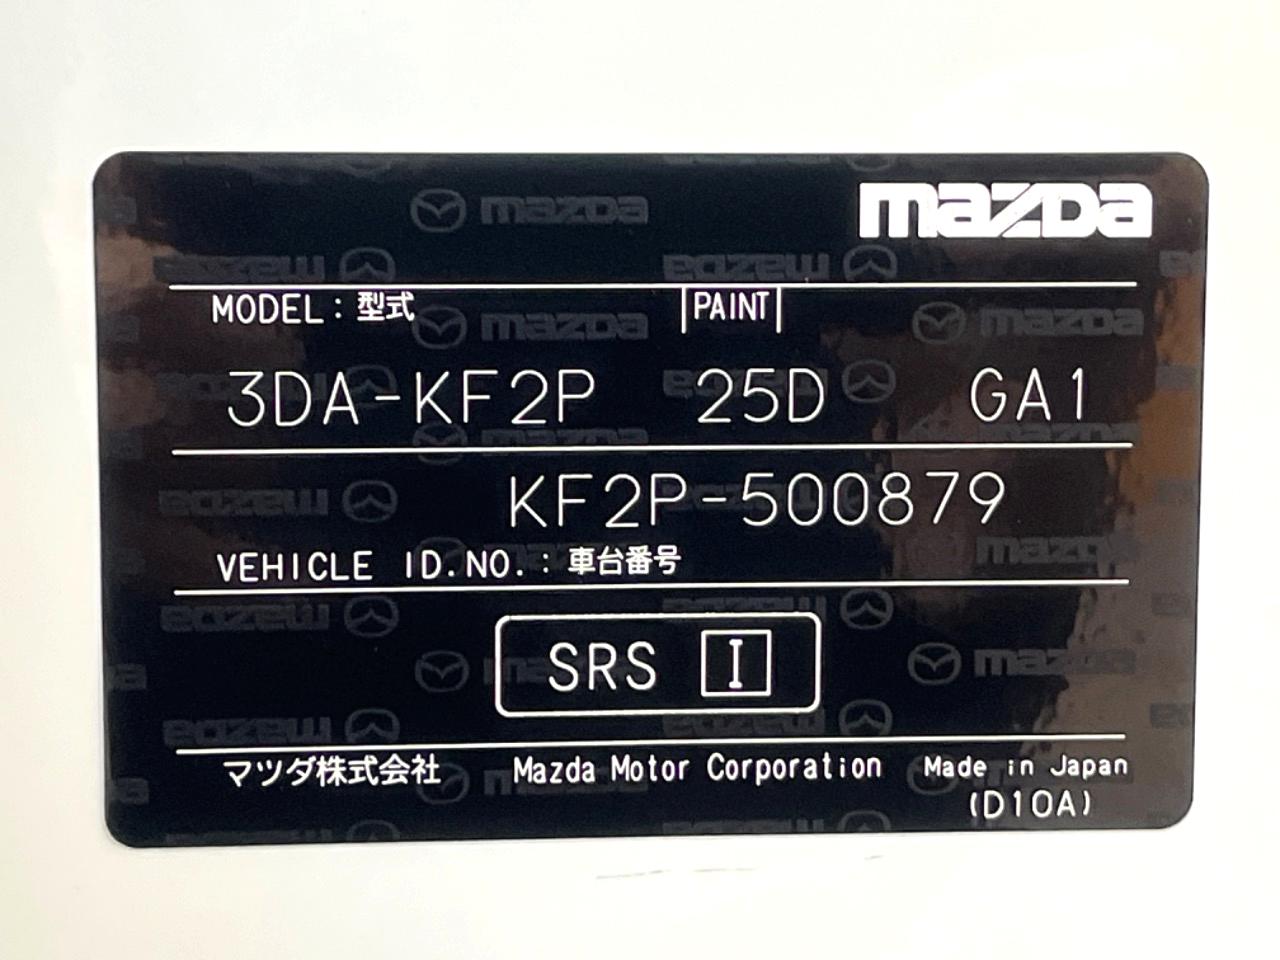 mazda
MODEL：型式 PAINT
3DA-KF2P 25D GA1
KF2P-500879
VEHICLE ID.NO.：車台番号
SRS I
マツダ株式会社 Mazda Motor Corporation Made in Japan
(D10A)